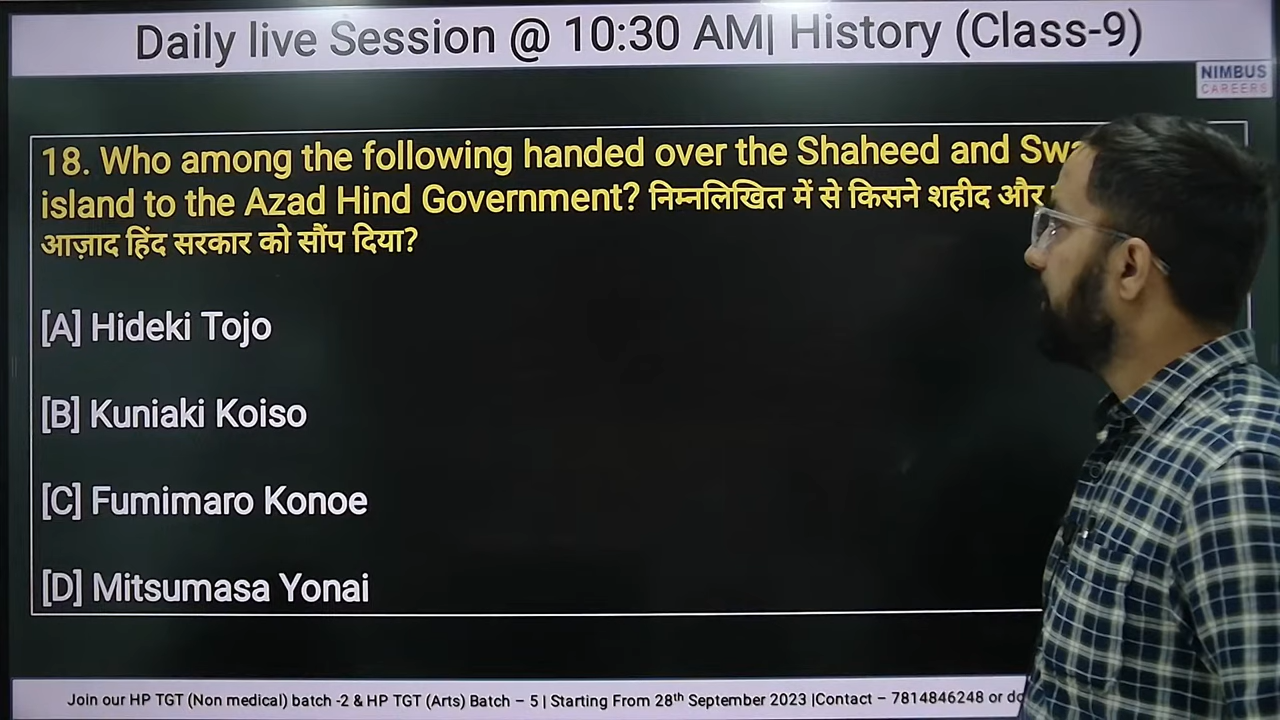 Daily live Session @ 10:30 AM| History (Class-9)
NIMBUS
CAREERS
18. Who among the following handed over the Shaheed and
island to the Azad Hind Government? निम्नलिखित में से किसने शहीद और
आज़ाद हिंद सरकार को सौंप दिया?
[A] Hideki Tojo
[B] Kuniaki Koiso
[C] Fumimaro Konoe
[D] Mitsumasa Yonai
Join our HP TGT (Non medical) batch -2 & HP TGT (Arts) Batch – 5 | Starting From 28th September 2023 |Contact – 7814846248 or